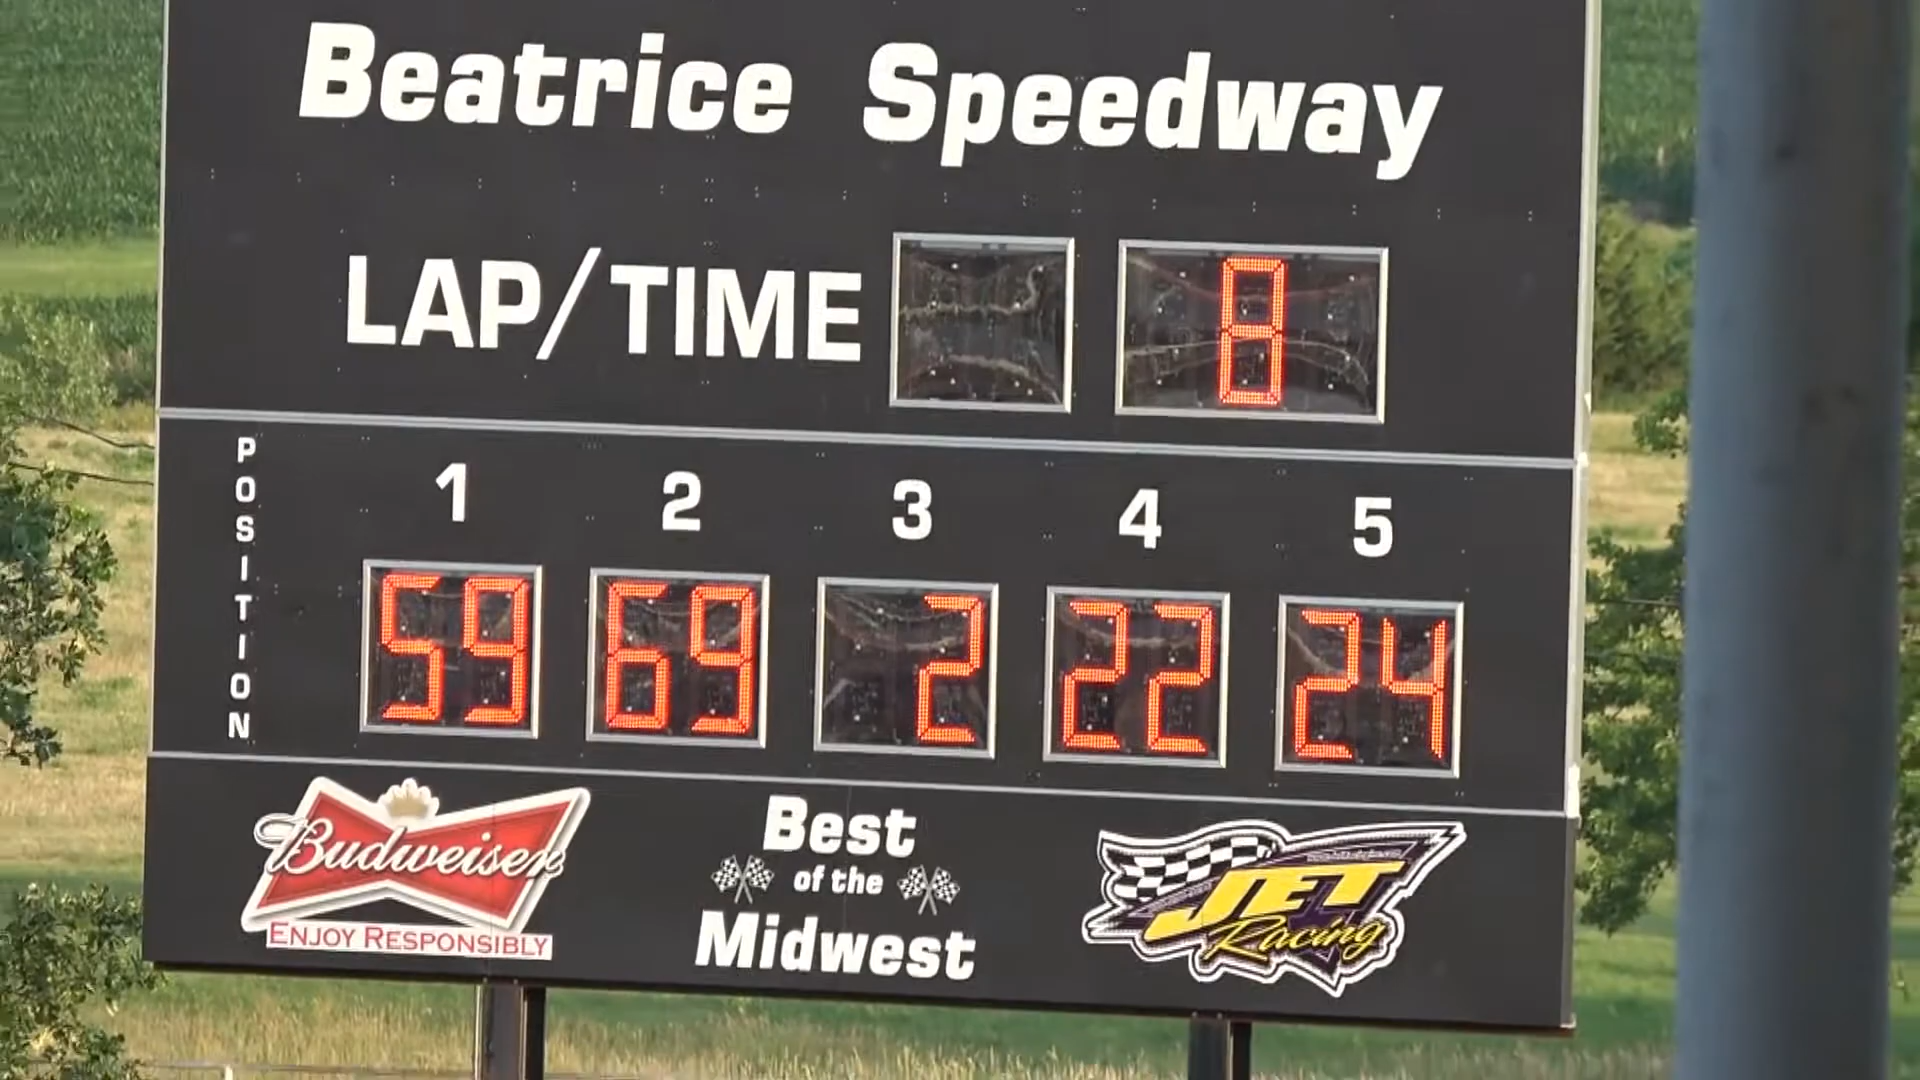 Beatrice Speedway
LAP/TIME 8
POSITION
1 2 3 4 5
59 69 2 22 24
Budweiser
ENJOY RESPONSIBLY
Best
of the
Midwest
JET
Racing